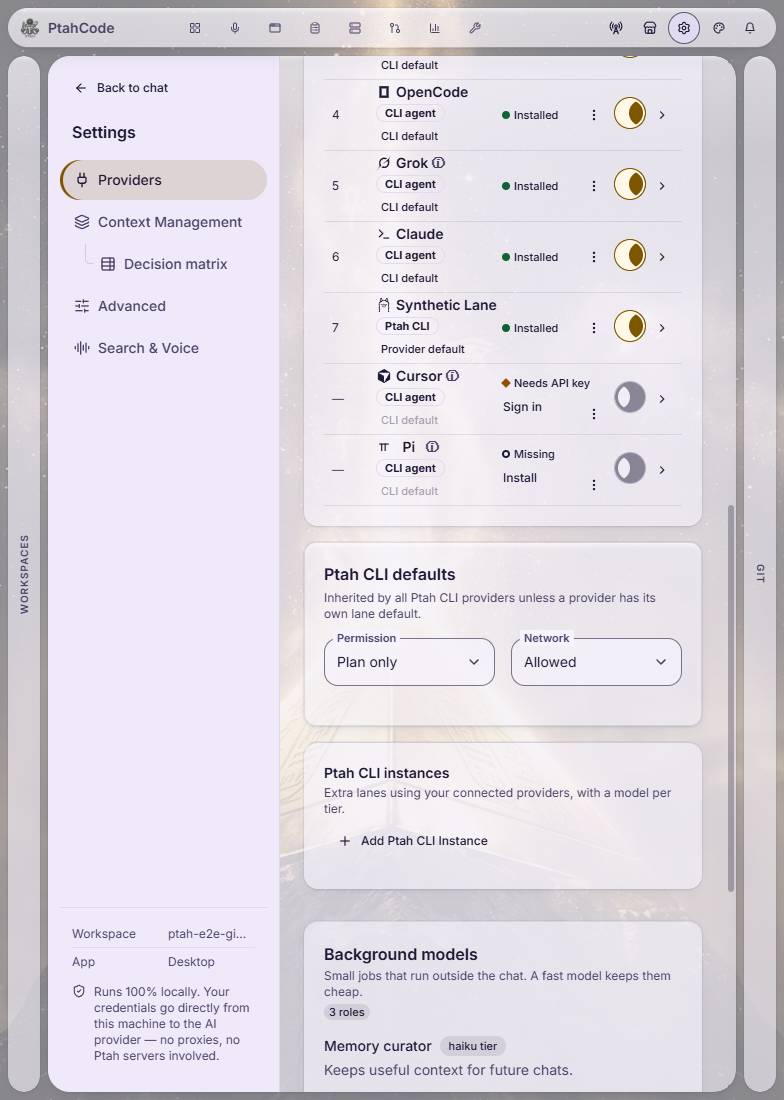 PtahCode
Back to chat
Settings
Providers
Context Management
Decision matrix
Advanced
Search & Voice
WORKSPACES
Workspace ptah-e2e-gi...
App Desktop
Runs 100% locally. Your
credentials go directly from
this machine to the AI
provider — no proxies, no
Ptah servers involved.
CLI default
OpenCode
4 CLI agent Installed
CLI default
Grok
5 CLI agent Installed
CLI default
Claude
6 CLI agent Installed
CLI default
Synthetic Lane
7 Ptah CLI Installed
Provider default
Cursor Needs API key
— CLI agent Sign in
CLI default
Pi Missing
— CLI agent Install
CLI default
Ptah CLI defaults
Inherited by all Ptah CLI providers unless a provider has its
own lane default.
Permission Network
Plan only Allowed
Ptah CLI instances
Extra lanes using your connected providers, with a model per
tier.
Add Ptah CLI Instance
Background models
Small jobs that run outside the chat. A fast model keeps them
cheap.
3 roles
Memory curator haiku tier
Keeps useful context for future chats.
GIT